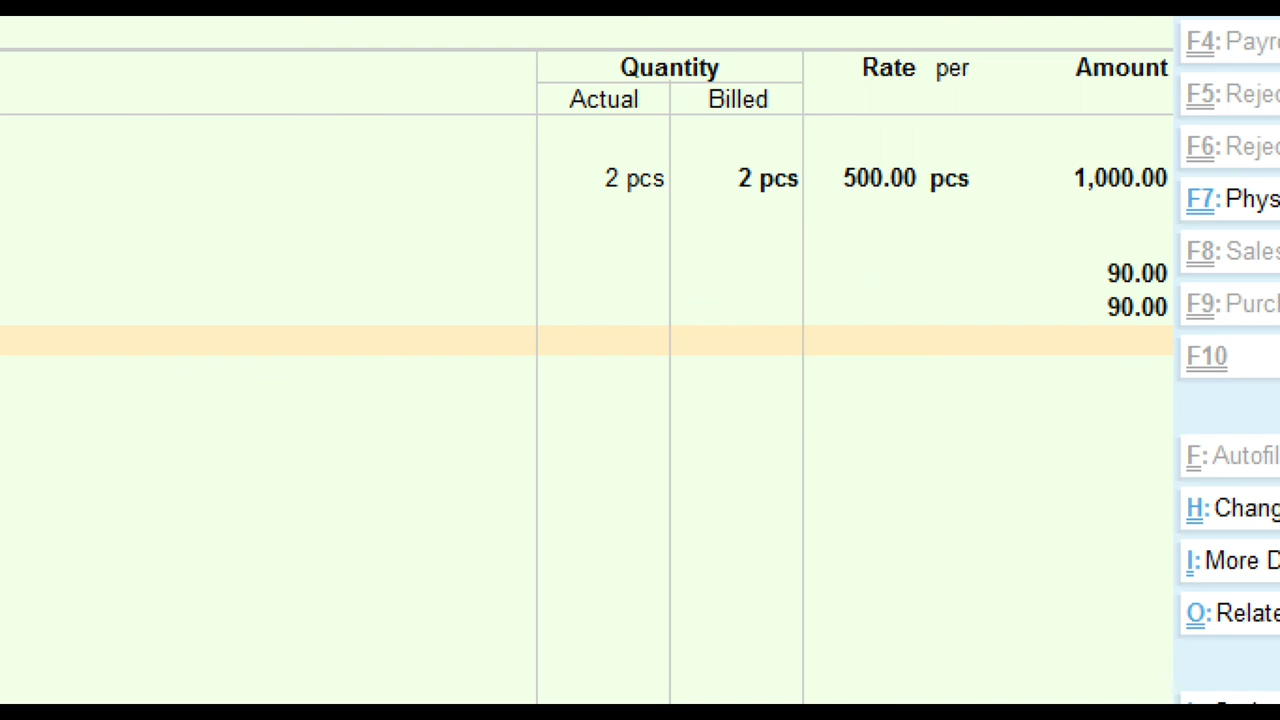 Quantity Rate per Amount
Actual Billed
2 pcs 2 pcs 500.00 pcs 1,000.00
90.00
90.00
F4: Payr
F5: Rejec
F6: Rejec
F7: Phys
F8: Sales
F9: Purcl
F10
F: Autofil
H: Chang
I: More D
O: Relate